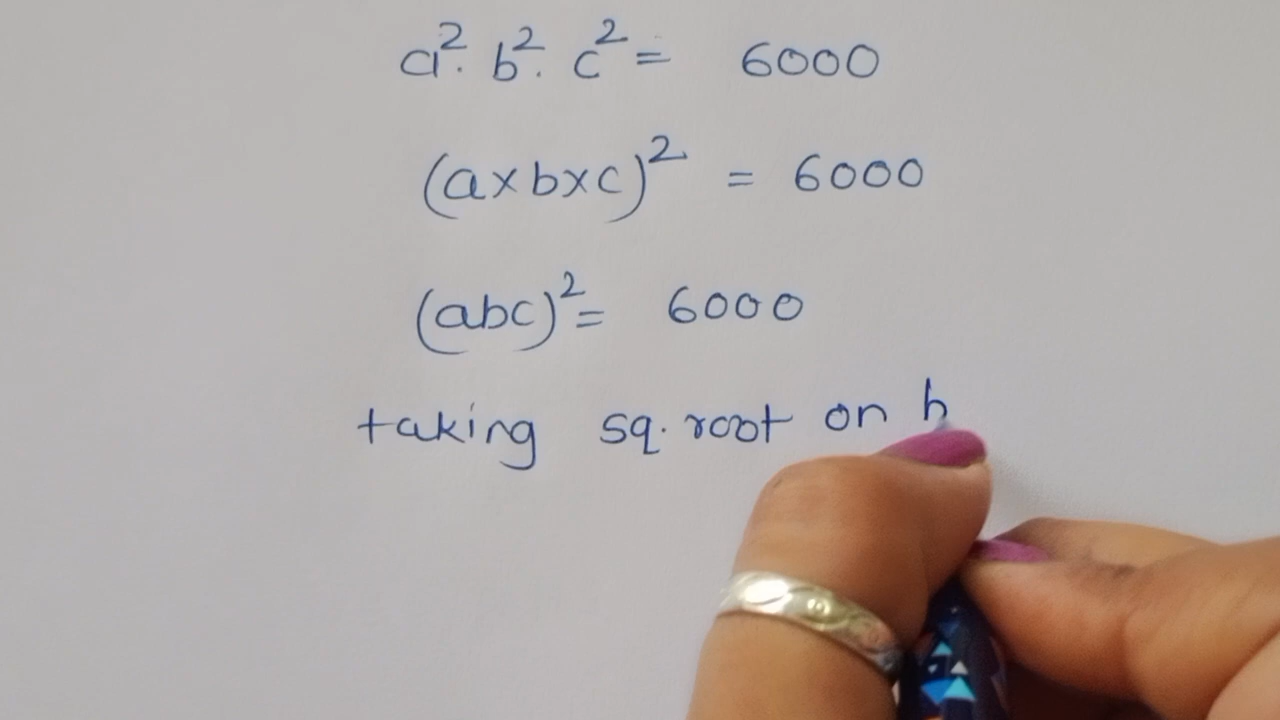 a². b². c² = 6000
(a×b×c)² = 6000
(abc)² = 6000
taking sq. root on